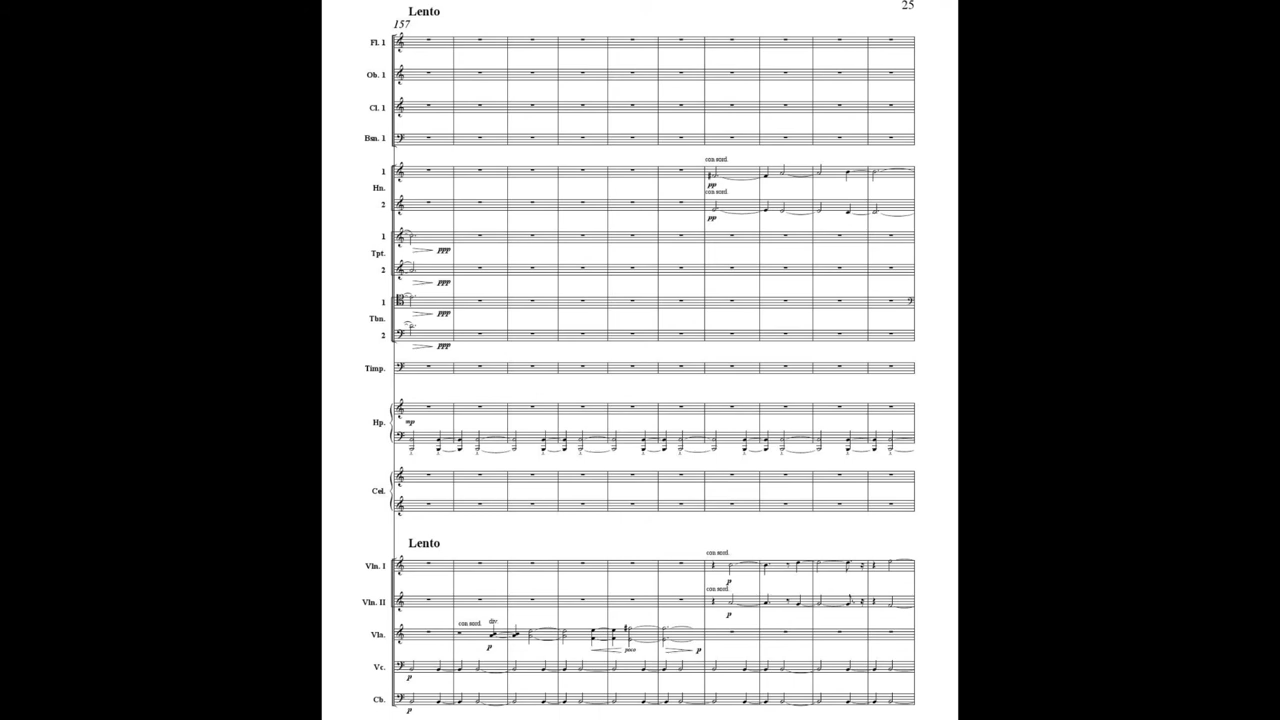 Lento
25
157
Fl. 1
Ob. 1
Cl. 1
Bsn. 1
con sord.
1
Hn.
pp
con sord.
2
pp
1
ppp
Tpt.
2
ppp
1
ppp
Tbn.
2
ppp
Timp.
mp
Hp.
Cel.
Lento
con sord.
Vln. I
p
con sord.
Vln. II
p
con sord.
div.
Vla.
p
poco
p
Vc.
p
Cb.
p